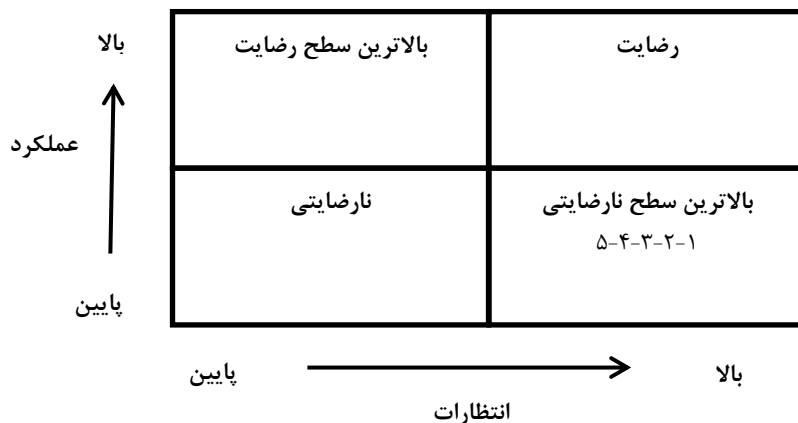 بالا
رضایت
بالاترین سطح رضایت
عملکرد
بالاترین سطح نارضایتی
۵-۴-۳-۲-۱
نارضایتی
پایین
بالا
پایین
انتظارات